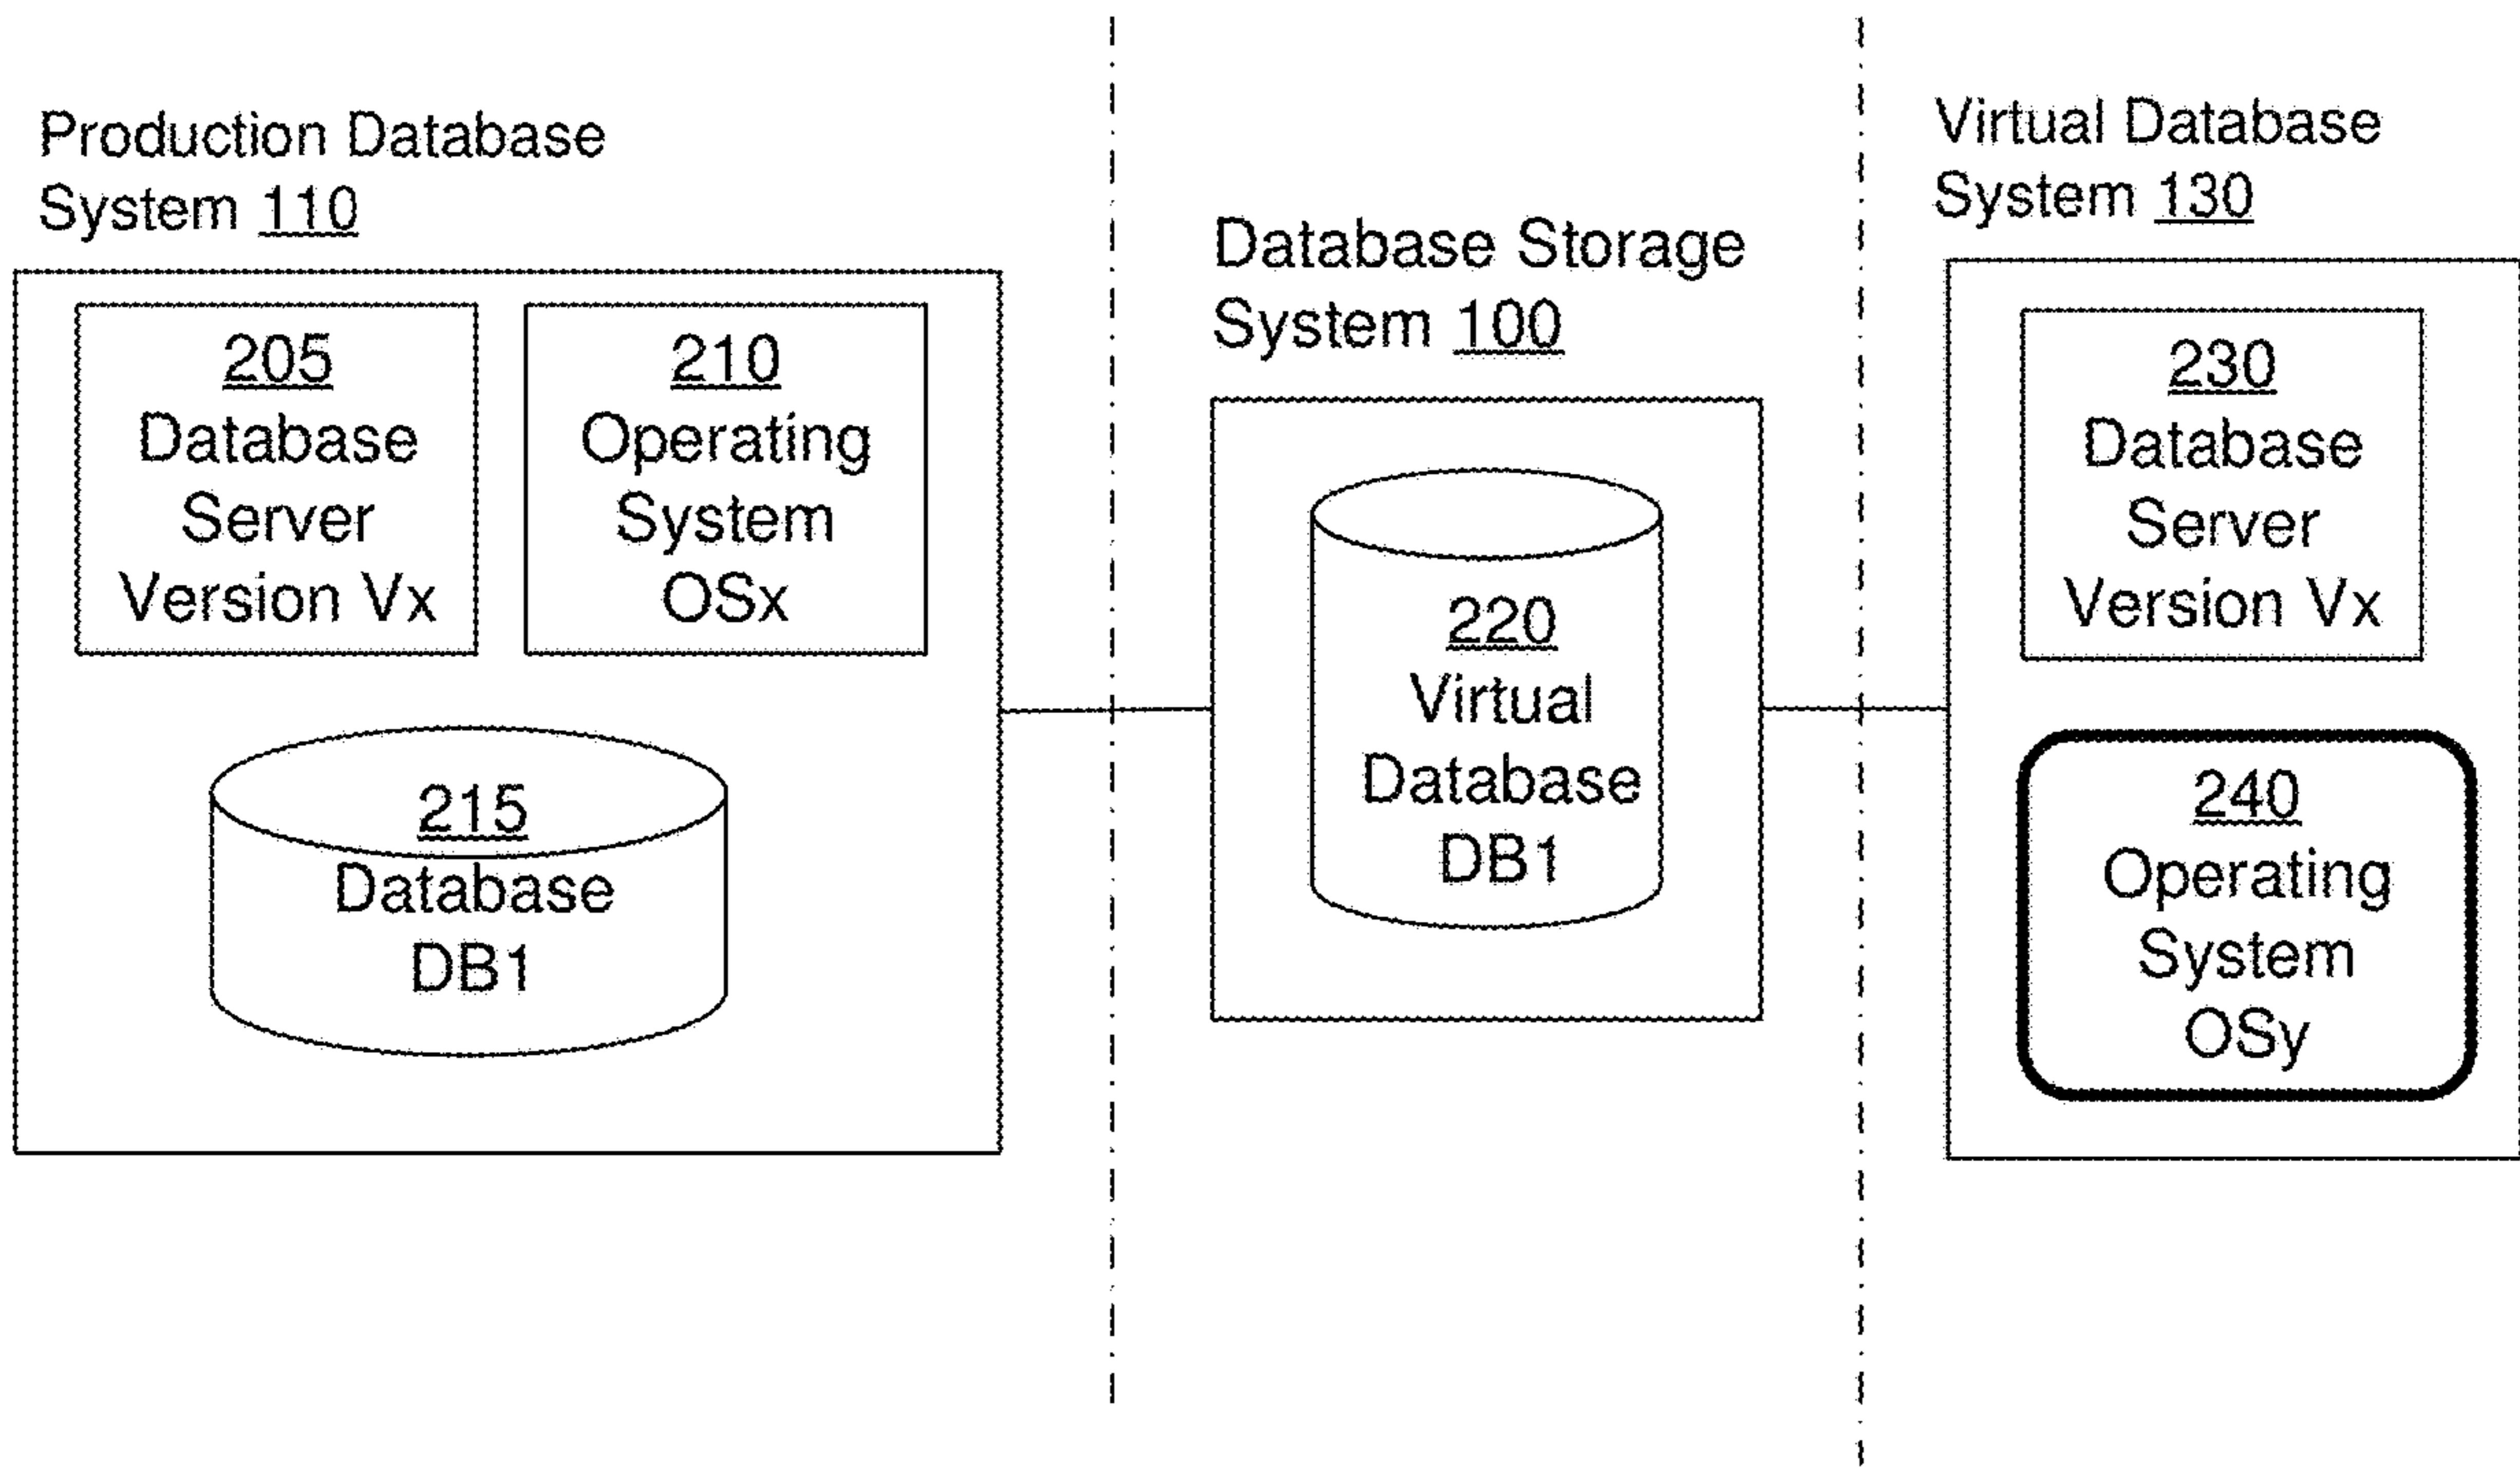 Production Database
System 110
205
Database
Server
Version Vx
210
Operating
System
OSx
215
Database
DB1
Database Storage
System 100
220
Virtual
Database
DB1
Virtual Database
System 130
230
Database
Server
Version Vx
240
Operating
System
OSy